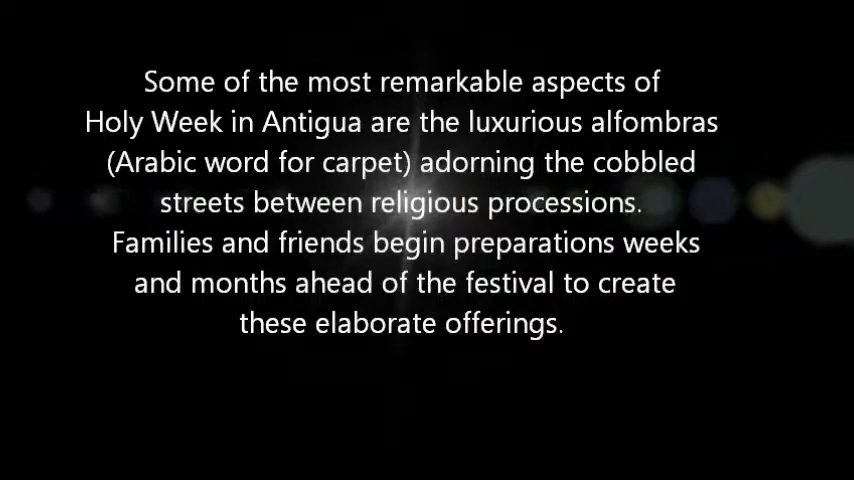 Some of the most remarkable aspects of
Holy Week in Antigua are the luxurious alfombras
(Arabic word for carpet) adorning the cobbled
streets between religious processions.
Families and friends begin preparations weeks
and months ahead of the festival to create
these elaborate offerings.